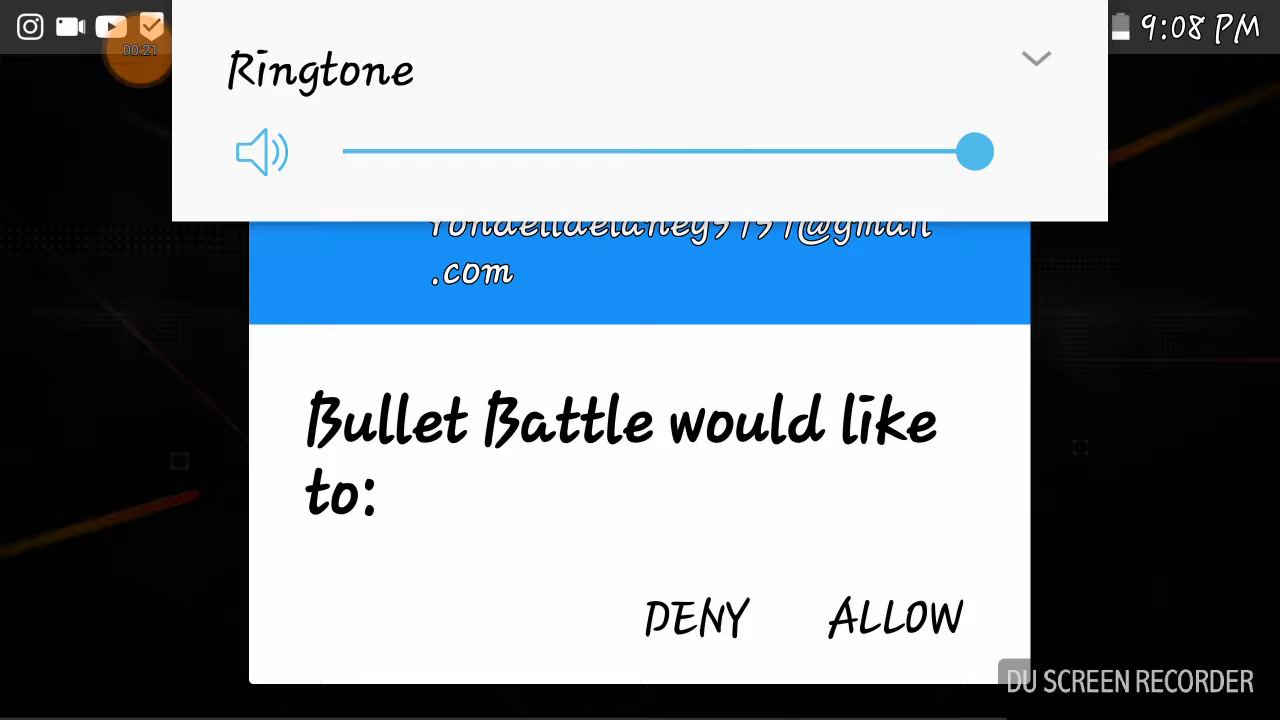 9:08 PM
00:21
Ringtone
.com
Bullet Battle would like
to:
DENY ALLOW
DU SCREEN RECORDER